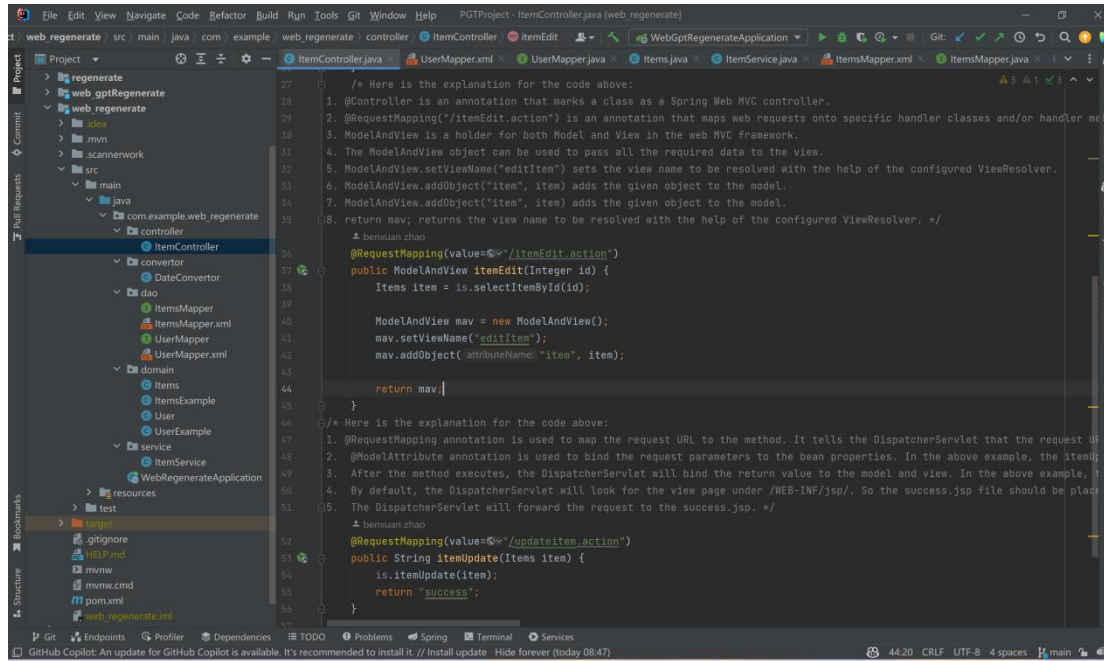 File Edit View Navigate Code Refactor Build Run Tools Git Window Help PGTProject - ItemController.java [web_regenerate]
web_regenerate src main java com example web_regenerate controller ItemController itemEdit WebGptRegenerateApplication Git:
Project
ItemController.java UserMapper.xml UserMapper.java Items.java ItemService.java ItemsMapper.xml ItemsMapper.java
Project
Commit
Pull Requests
Bookmarks
Structure
regenerate
web_gptRegenerate
web_regenerate
.idea
.mvn
.scannerwork
src
main
java
com.example.web_regenerate
controller
ItemController
convertor
DateConvertor
dao
ItemsMapper
ItemsMapper.xml
UserMapper
UserMapper.xml
domain
Items
ItemsExample
User
UserExample
service
ItemService
WebRegenerateApplication
resources
test
target
.gitignore
HELP.md
mvnw
mvnw.cmd
pom.xml
web_regenerate.iml
3 1 3
27 /* Here is the explanation for the code above:
28 1. @Controller is an annotation that marks a class as a Spring Web MVC controller.
29 2. @RequestMapping("/itemEdit.action") is an annotation that maps web requests onto specific handler classes and/or handler me
30 3. ModelAndView is a holder for both Model and View in the web MVC framework.
31 4. The ModelAndView object can be used to pass all the required data to the view.
32 5. ModelAndView.setViewName("editItem") sets the view name to be resolved with the help of the configured ViewResolver.
33 6. ModelAndView.addObject("item", item) adds the given object to the model.
34 7. ModelAndView.addObject("item", item) adds the given object to the model.
35 8. return mav; returns the view name to be resolved with the help of the configured ViewResolver. */
benxuan zhao
36 @RequestMapping(value="/itemEdit.action")
37 public ModelAndView itemEdit(Integer id) {
38 Items item = is.selectItemById(id);
39
40 ModelAndView mav = new ModelAndView();
41 mav.setViewName("editItem");
42 mav.addObject( attributeName: "item", item);
43
44 return mav;
45 }
46 /* Here is the explanation for the code above:
47 1. @RequestMapping annotation is used to map the request URL to the method. It tells the DispatcherServlet that the request UR
48 2. @ModelAttribute annotation is used to bind the request parameters to the bean properties. In the above example, the itemUp
49 3. After the method executes, the DispatcherServlet will bind the return value to the model and view. In the above example, t
50 4. By default, the DispatcherServlet will look for the view page under /WEB-INF/jsp/. So the success.jsp file should be place
51 5. The DispatcherServlet will forward the request to the success.jsp. */
benxuan zhao
52 @RequestMapping(value="/updateitem.action")
53 public String itemUpdate(Items item) {
54 is.itemUpdate(item);
55 return "success";
56 }
57
Git Endpoints Profiler Dependencies TODO Problems Spring Terminal Services
GitHub Copilot: An update for GitHub Copilot is available. It's recommended to install it. // Install update Hide forever (today 08:47) 44:20 CRLF UTF-8 4 spaces main